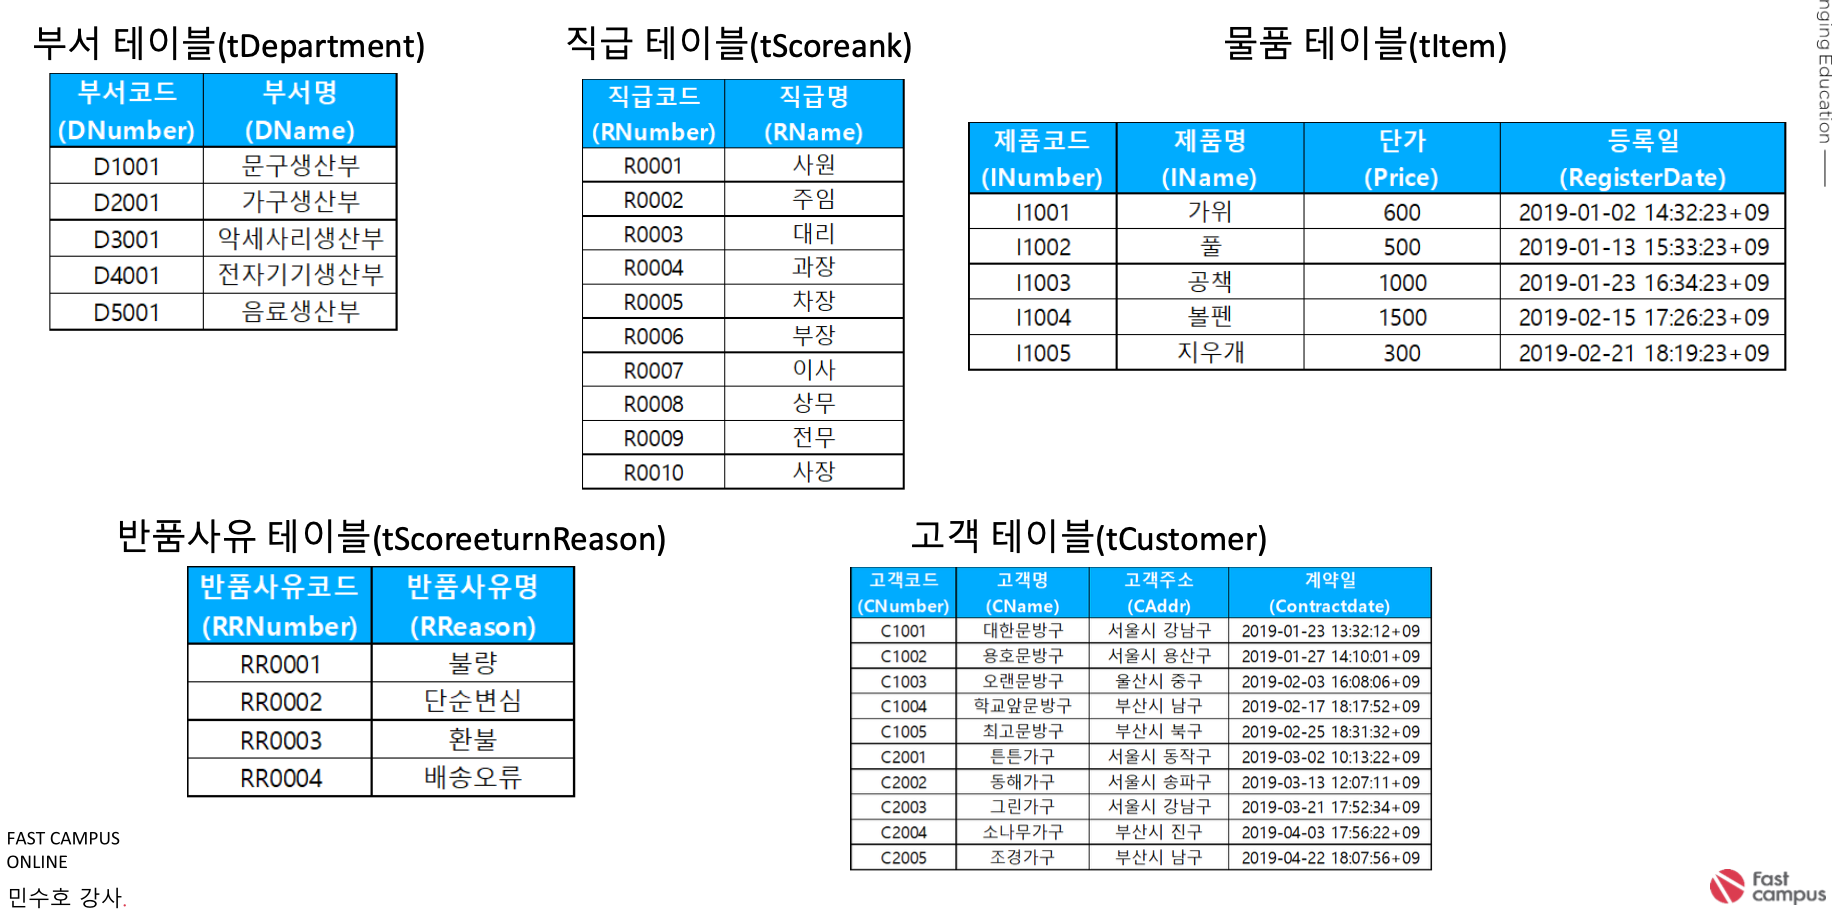 부서 테이블(tDepartment)
부서코드 부서명
(DNumber) (DName)
D1001 문구생산부
D2001 가구생산부
D3001 악세사리생산부
D4001 전자기기생산부
D5001 음료생산부
직급 테이블(tScoreank)
직급코드 직급명
(RNumber) (RName)
R0001 사원
R0002 주임
R0003 대리
R0004 과장
R0005 차장
R0006 부장
R0007 이사
R0008 상무
R0009 전무
R0010 사장
물품 테이블(tItem)
제품코드 제품명 단가 등록일
(INumber) (IName) (Price) (RegisterDate)
I1001 가위 600 2019-01-02 14:32:23+09
I1002 풀 500 2019-01-13 15:33:23+09
I1003 공책 1000 2019-01-23 16:34:23+09
I1004 볼펜 1500 2019-02-15 17:26:23+09
I1005 지우개 300 2019-02-21 18:19:23+09
반품사유 테이블(tScoreeturnReason)
반품사유코드 반품사유명
(RRNumber) (RReason)
RR0001 불량
RR0002 단순변심
RR0003 환불
RR0004 배송오류
고객 테이블(tCustomer)
고객코드 고객명 고객주소 계약일
(CNumber) (CName) (CAddr) (Contractdate)
C1001 대한문방구 서울시 강남구 2019-01-23 13:32:12+09
C1002 용호문방구 서울시 용산구 2019-01-27 14:10:01+09
C1003 오랜문방구 울산시 중구 2019-02-03 16:08:06+09
C1004 학교앞문방구 부산시 남구 2019-02-17 18:17:52+09
C1005 최고문방구 부산시 북구 2019-02-25 18:31:32+09
C2001 튼튼가구 서울시 동작구 2019-03-02 10:13:22+09
C2002 동해가구 서울시 송파구 2019-03-13 12:07:11+09
C2003 그린가구 서울시 강남구 2019-03-21 17:52:34+09
C2004 소나무가구 부산시 진구 2019-04-03 17:56:22+09
C2005 조경가구 부산시 남구 2019-04-22 18:07:56+09
nging Education
FAST CAMPUS
ONLINE
민수호 강사.
Fast
campus